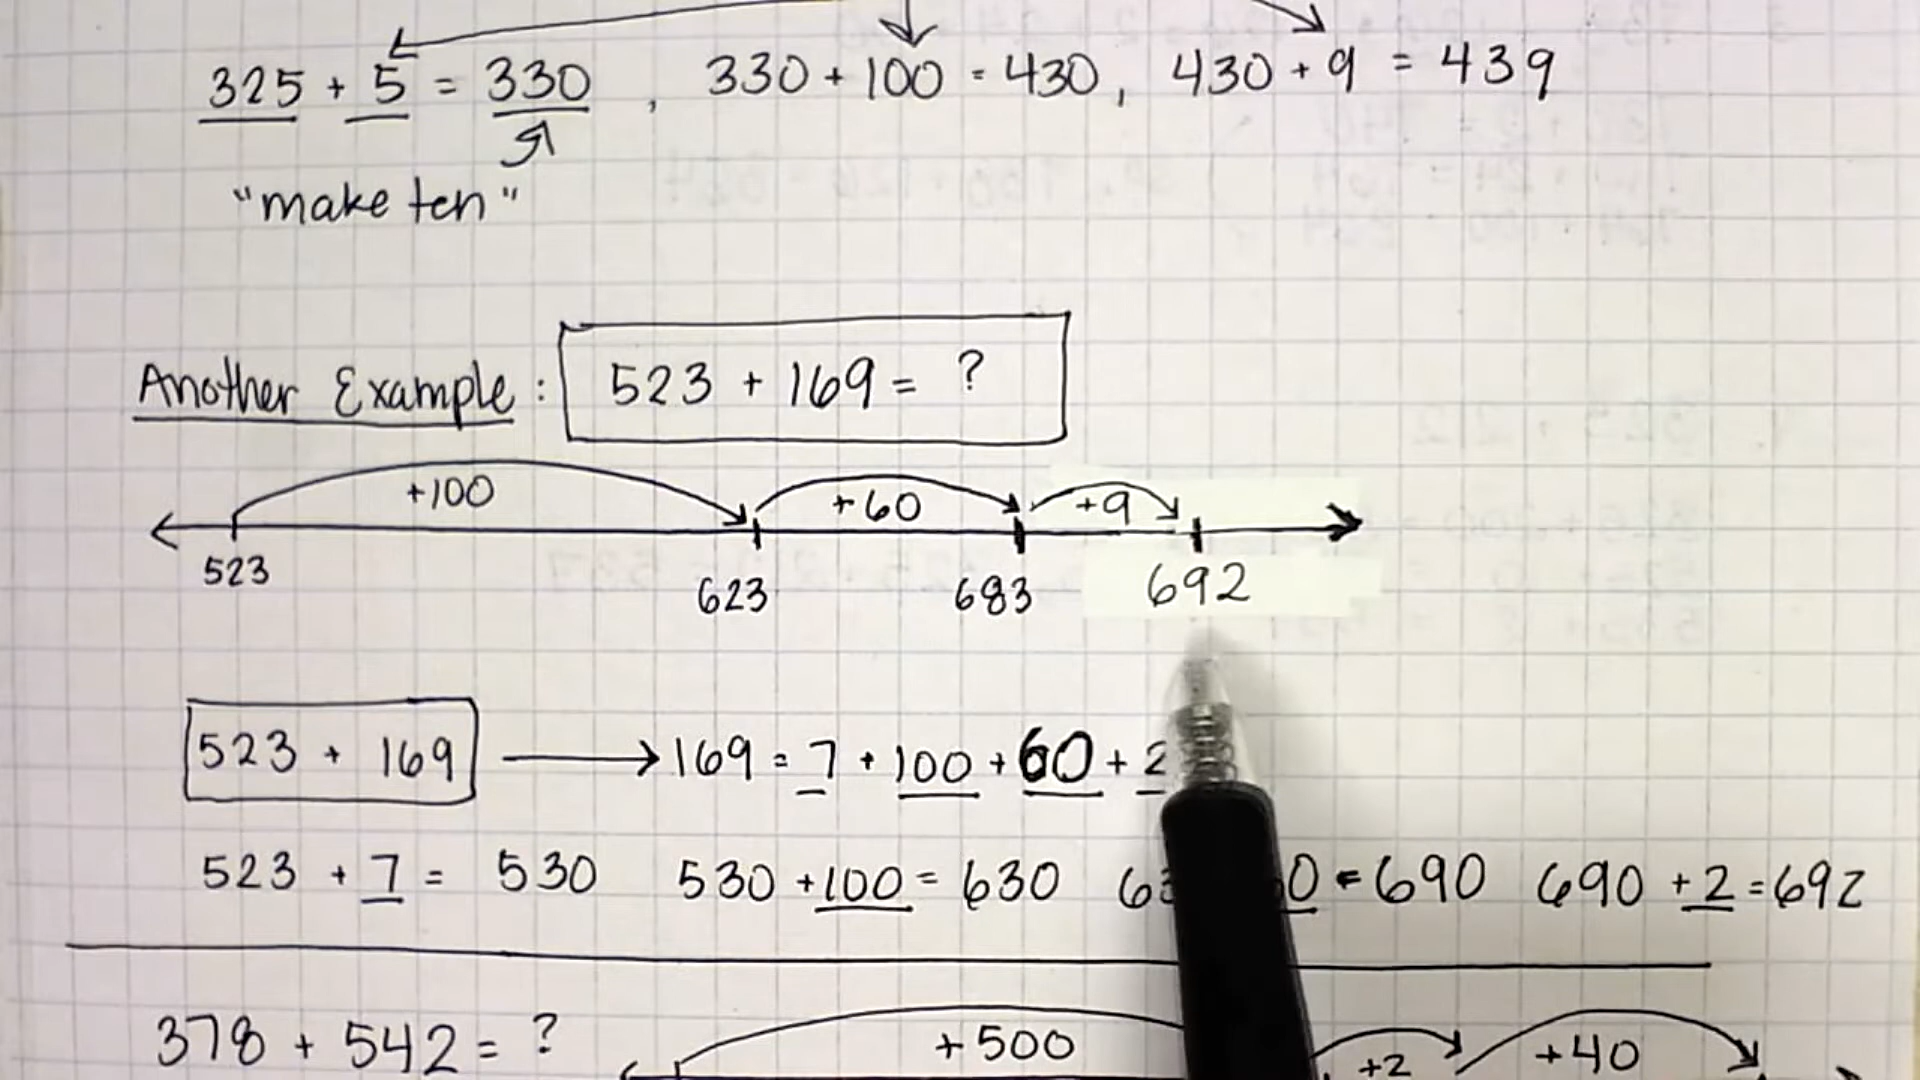 325 + 5 = 330 , 330 + 100 = 430, 430 + 9 = 439
"make ten"
Another Example : 523 + 169 = ?
+100 +60 +9
523 623 683 692
523 + 169 → 169 = 7 + 100 + 60 + 2
523 + 7 = 530 530 + 100 = 630 6 0 = 690 690 + 2 = 692
378 + 542 = ? +500 +2 +40